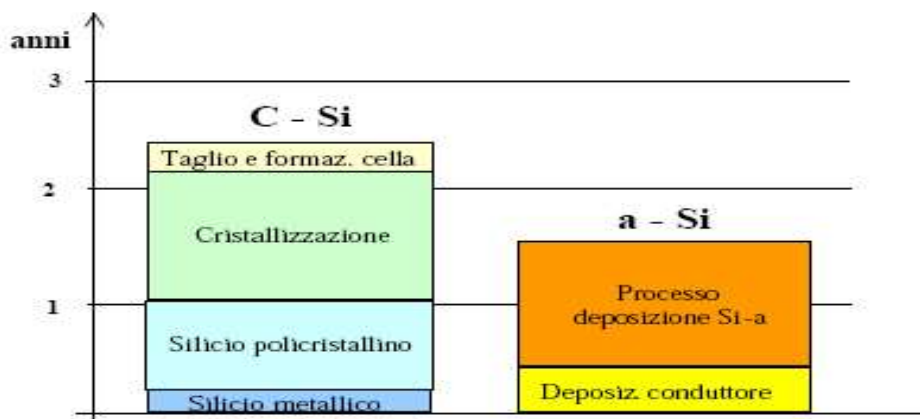 anni
3
C - Si
Taglio e formaz. cella
2
Cristallizzazione
a - Si
1
Processo
deposizione Si-a
Silicio policristallino
Deposiz. conduttore
Silicio metallico